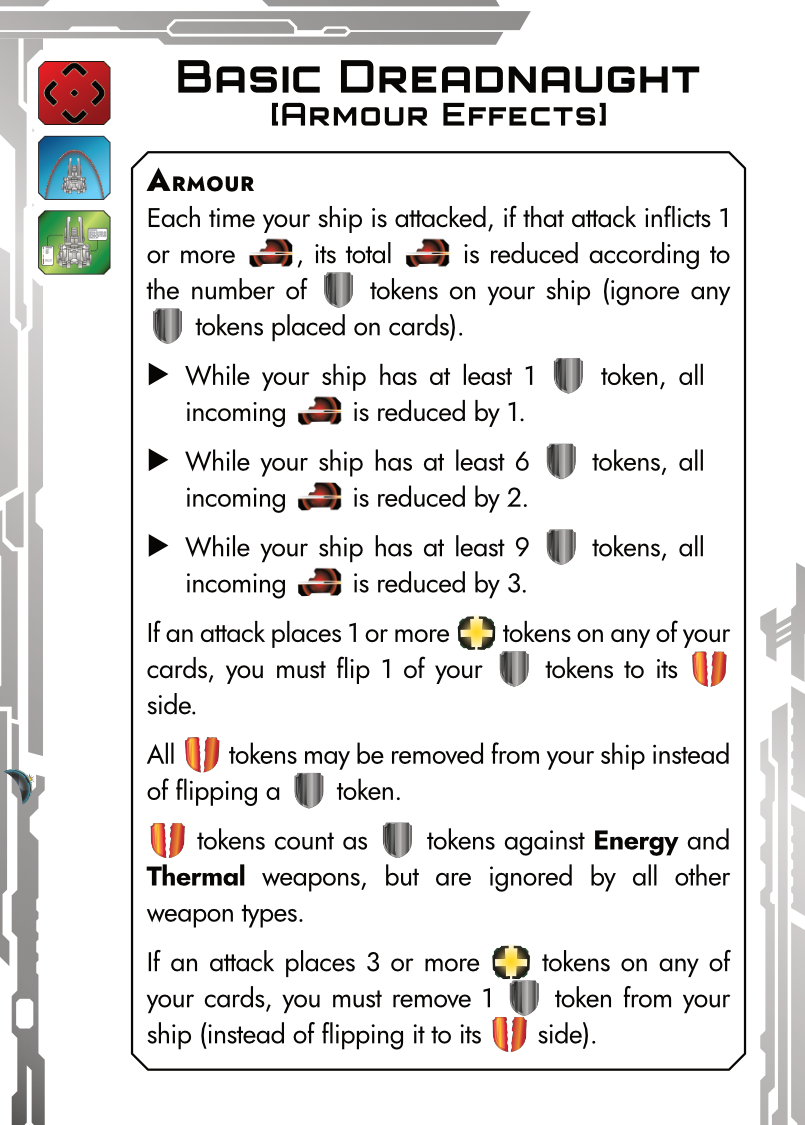 BASIC DREADNAUGHT
[ARMOUR EFFECTS]
ARMOUR
Each time your ship is attacked, if that attack inflicts 1
or more , its total is reduced according to
the number of tokens on your ship (ignore any
tokens placed on cards).
▶ While your ship has at least 1 token, all
incoming is reduced by 1.
▶ While your ship has at least 6 tokens, all
incoming is reduced by 2.
▶ While your ship has at least 9 tokens, all
incoming is reduced by 3.
If an attack places 1 or more tokens on any of your
cards, you must flip 1 of your tokens to its
side.
All tokens may be removed from your ship instead
of flipping a token.
tokens count as tokens against Energy and
Thermal weapons, but are ignored by all other
weapon types.
If an attack places 3 or more tokens on any of
your cards, you must remove 1 token from your
ship (instead of flipping it to its side).